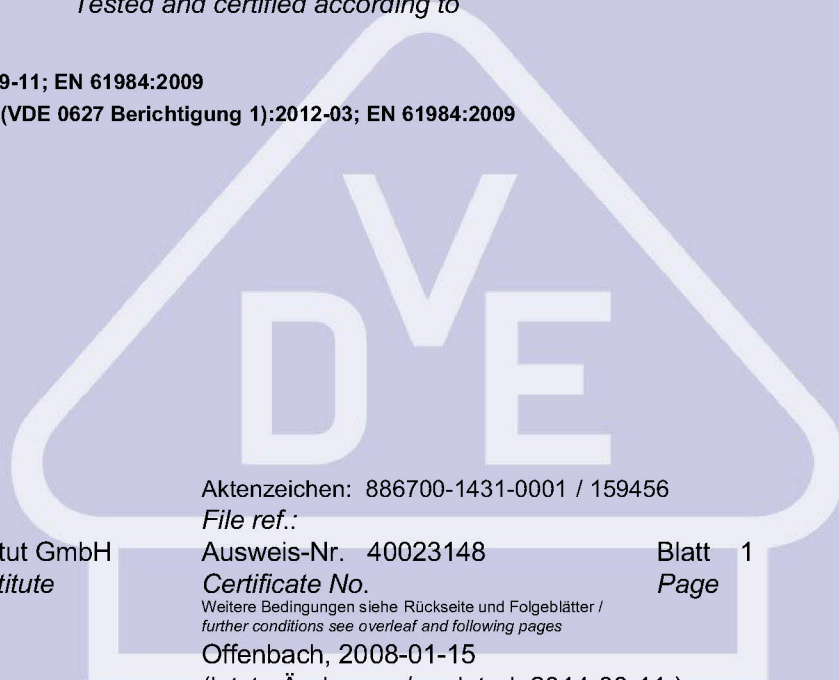 Tested and certified according to
9-11; EN 61984:2009
(VDE 0627 Berichtigung 1):2012-03; EN 61984:2009
DVE
Aktenzeichen: 886700-1431-0001 / 159456
File ref.:
tut GmbH Ausweis-Nr. 40023148 Blatt 1
titute Certificate No. Page
Weitere Bedingungen siehe Rückseite und Folgeblätter /
further conditions see overleaf and following pages
Offenbach, 2008-01-15